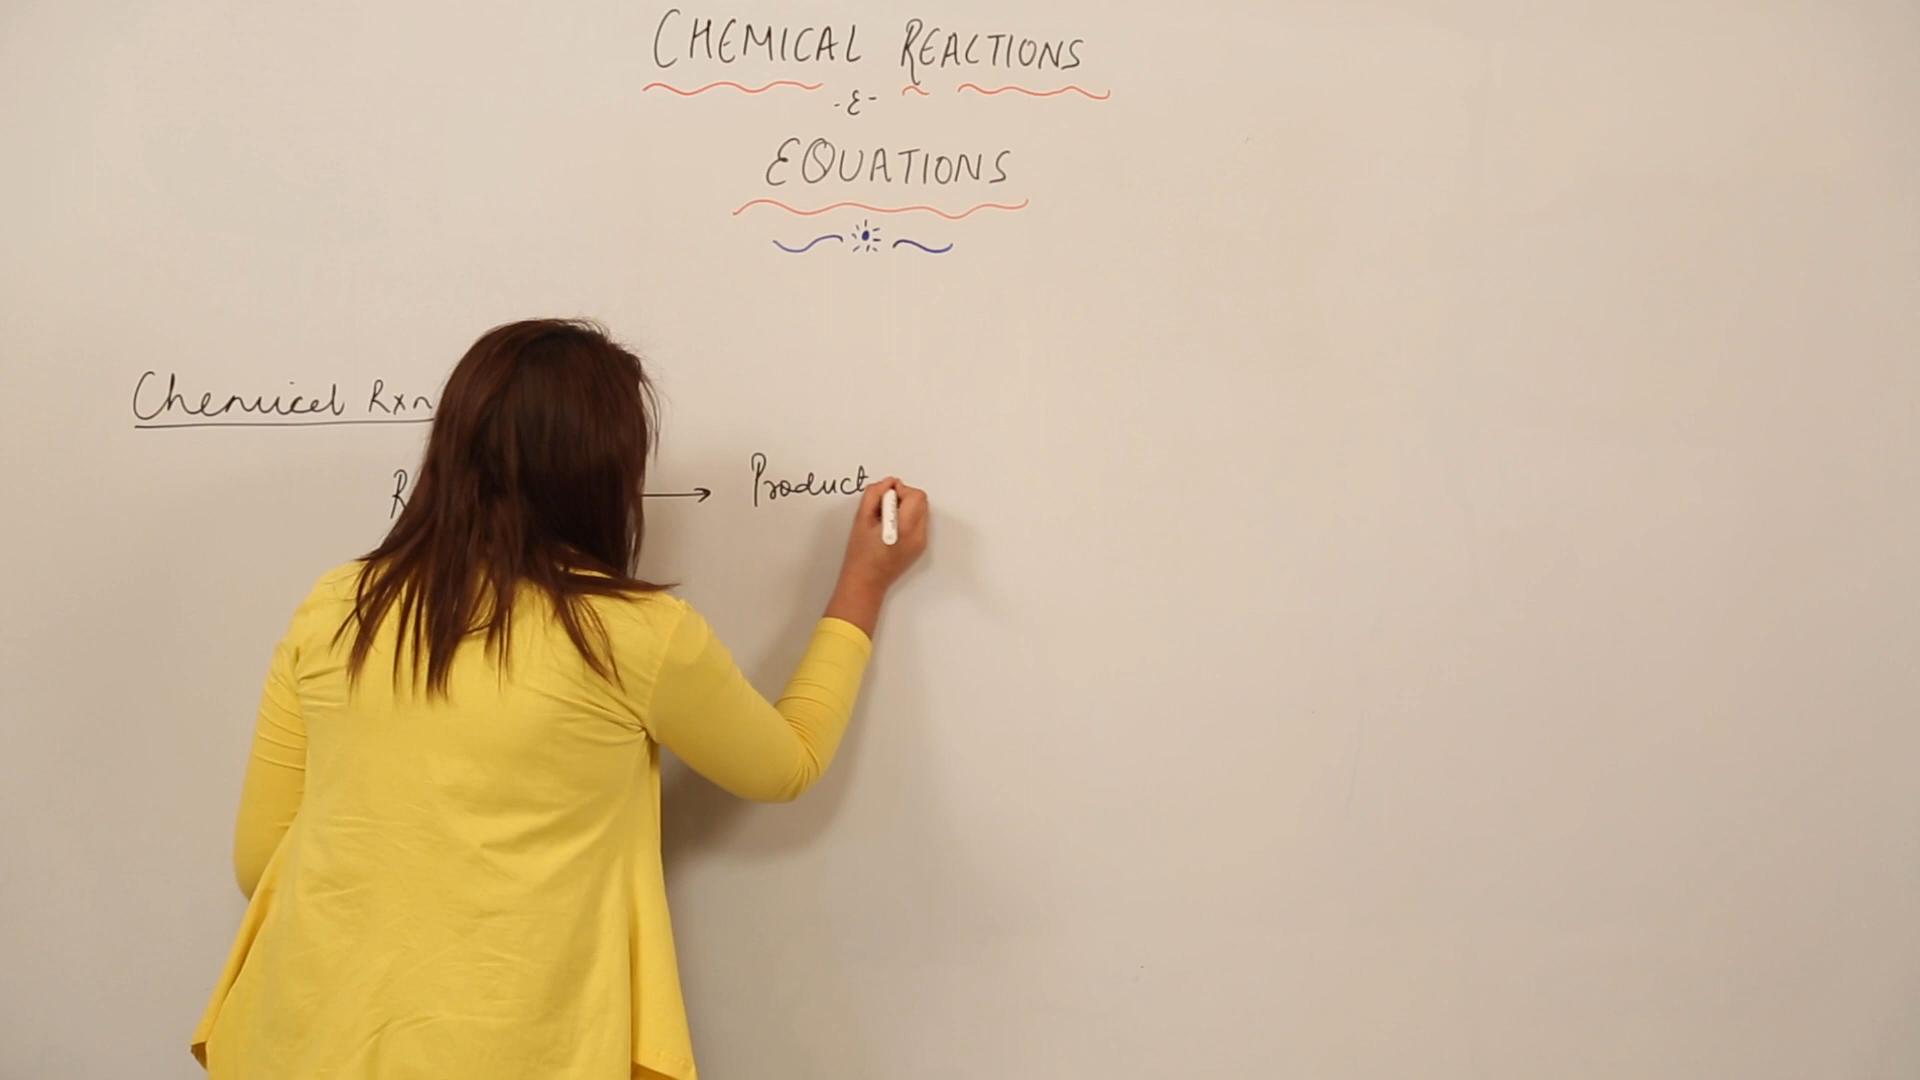 CHEMICAL REACTIONS
-&-
EQUATIONS
Chemical Rxn
R → Product